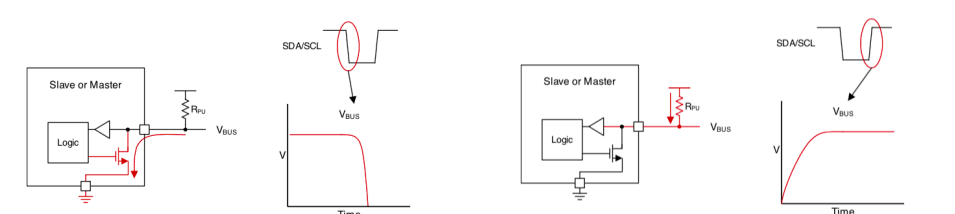 SDA/SCL
Slave or Master
Logic
RPU
VBUS
VBUS
V
Time
SDA/SCL
Slave or Master
Logic
RPU
VBUS
VBUS
V
Time